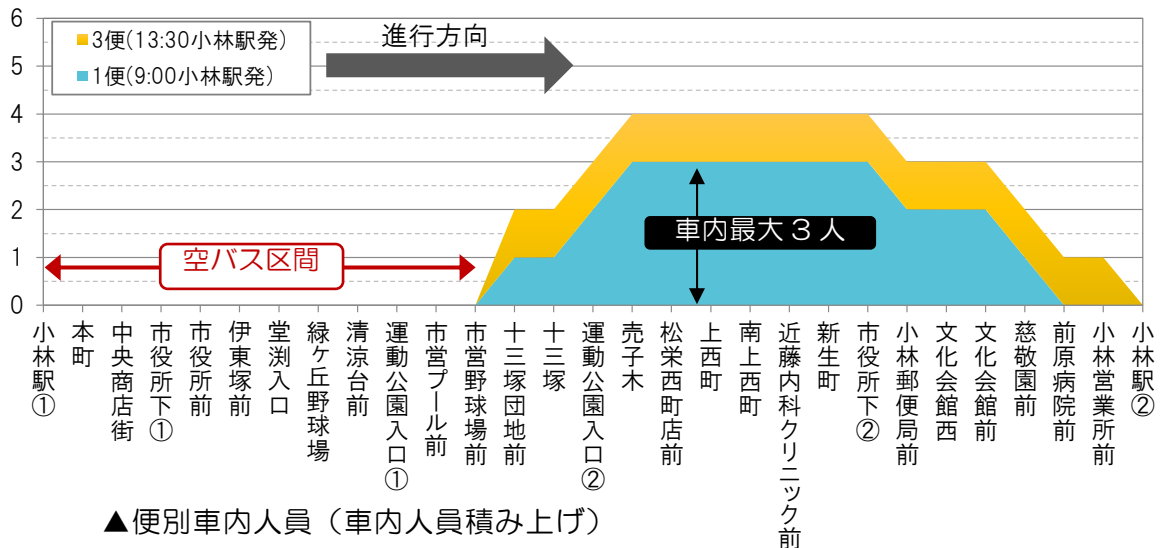 6
5
4
3
2
1
0
3便(13:30小林駅発)
1便(9:00小林駅発)
進行方向
空バス区間
車内最大3人
小林駅①
本町
中央商店街
市役所下①
市役所前
伊東塚前
堂渕入口
緑ヶ丘野球場
清涼台前
運動公園入口①
市営プール前
市営野球場前
十三塚団地前
十三塚
運動公園入口②
売子木
松栄西町店前
上西町
南上西町
近藤内科クリニック前
新生町
市役所下②
小林郵便局前
文化会館西
文化会館前
慈敬園前
前原病院前
小林営業所前
小林駅②
▲便別車内人員（車内人員積み上げ）